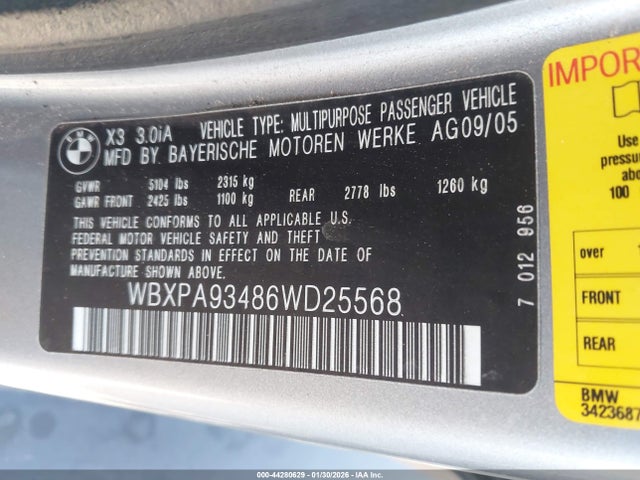 BMW
X3 3.0iA VEHICLE TYPE: MULTIPURPOSE PASSENGER VEHICLE
MFD BY BAYERISCHE MOTOREN WERKE AG09/05
GVWR 5104 lbs 2315 kg
GAWR FRONT 2425 lbs 1100 kg REAR 2778 lbs 1260 kg
THIS VEHICLE CONFORMS TO ALL APPLICABLE U.S.
FEDERAL MOTOR VEHICLE SAFETY AND THEFT
PREVENTION STANDARDS IN EFFECT ON THE DATE OF
MANUFACTURE SHOWN ABOVE.
WBXPA93486WD25568
7 012 956
IMPOR
Use
pressu
abo
100
over
FRONT
REAR
BMW
3423687
000-44280629 - 01/30/2026 - IAAI